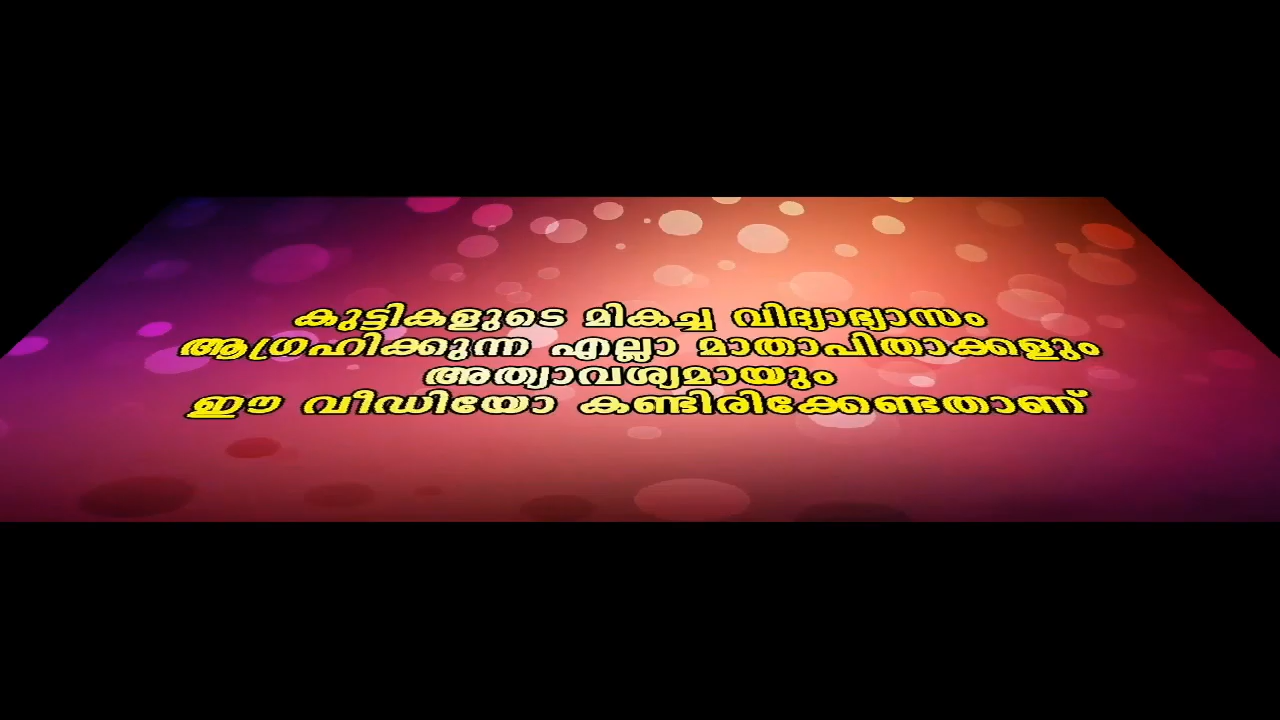 കുട്ടികളുടെ മികച്ച വിദ്യാഭ്യാസം
ആഗ്രഹിക്കുന്ന എല്ലാ മാതാപിതാക്കളും
അത്യാവശ്യമായും
ഈ വീഡിയോ കണ്ടിരിക്കേണ്ടതാണ്